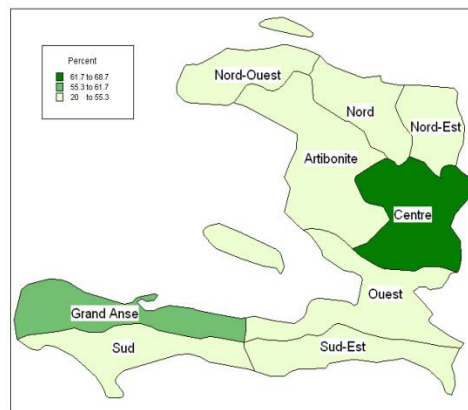 Percent
61.7 to 68.7
55.3 to 61.7
20 to 55.3
Nord-Ouest
Nord
Nord-Est
Artibonite
Centre
Ouest
Grand Anse
Sud
Sud-Est